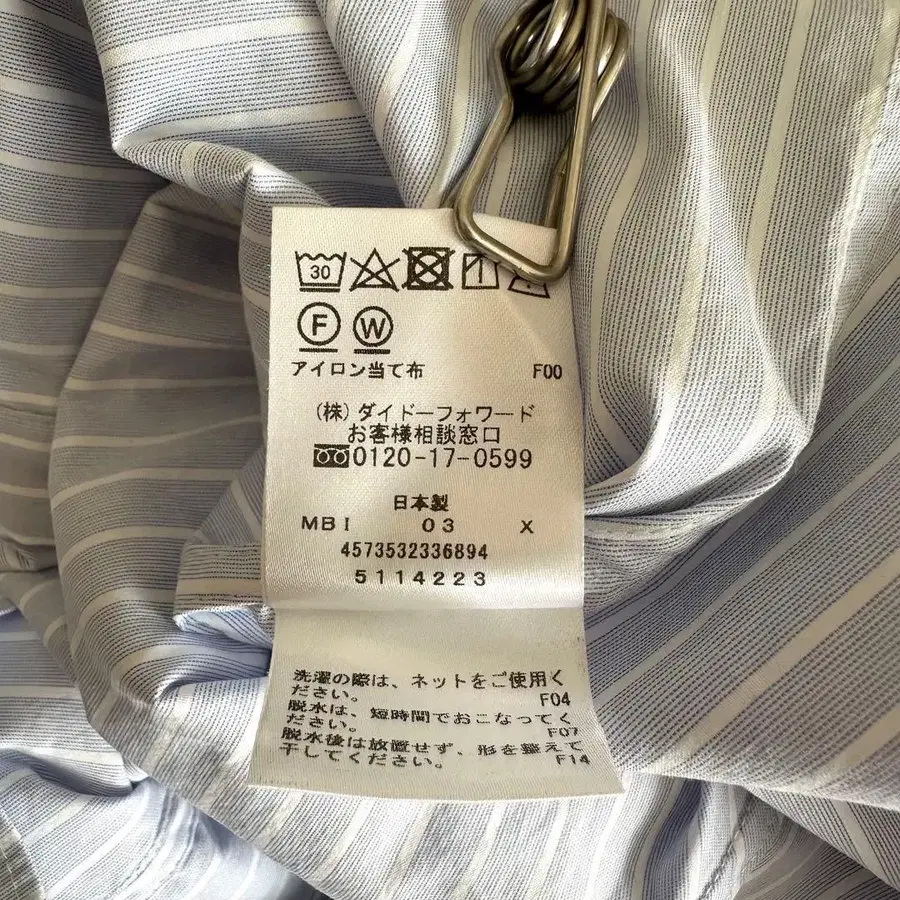 30
F W
アイロン当て布 F00
(株)ダイドーフォワード
お客様相談窓口
0120-17-0599
日本製
MBI 03 X
4573532336894
5114223
洗濯の際は、ネットをご使用く
ださい。 F04
脱水は、短時間でおこなってく
ださい。 F07
脱水後は放置せず、形を整えて
干してください。 F14